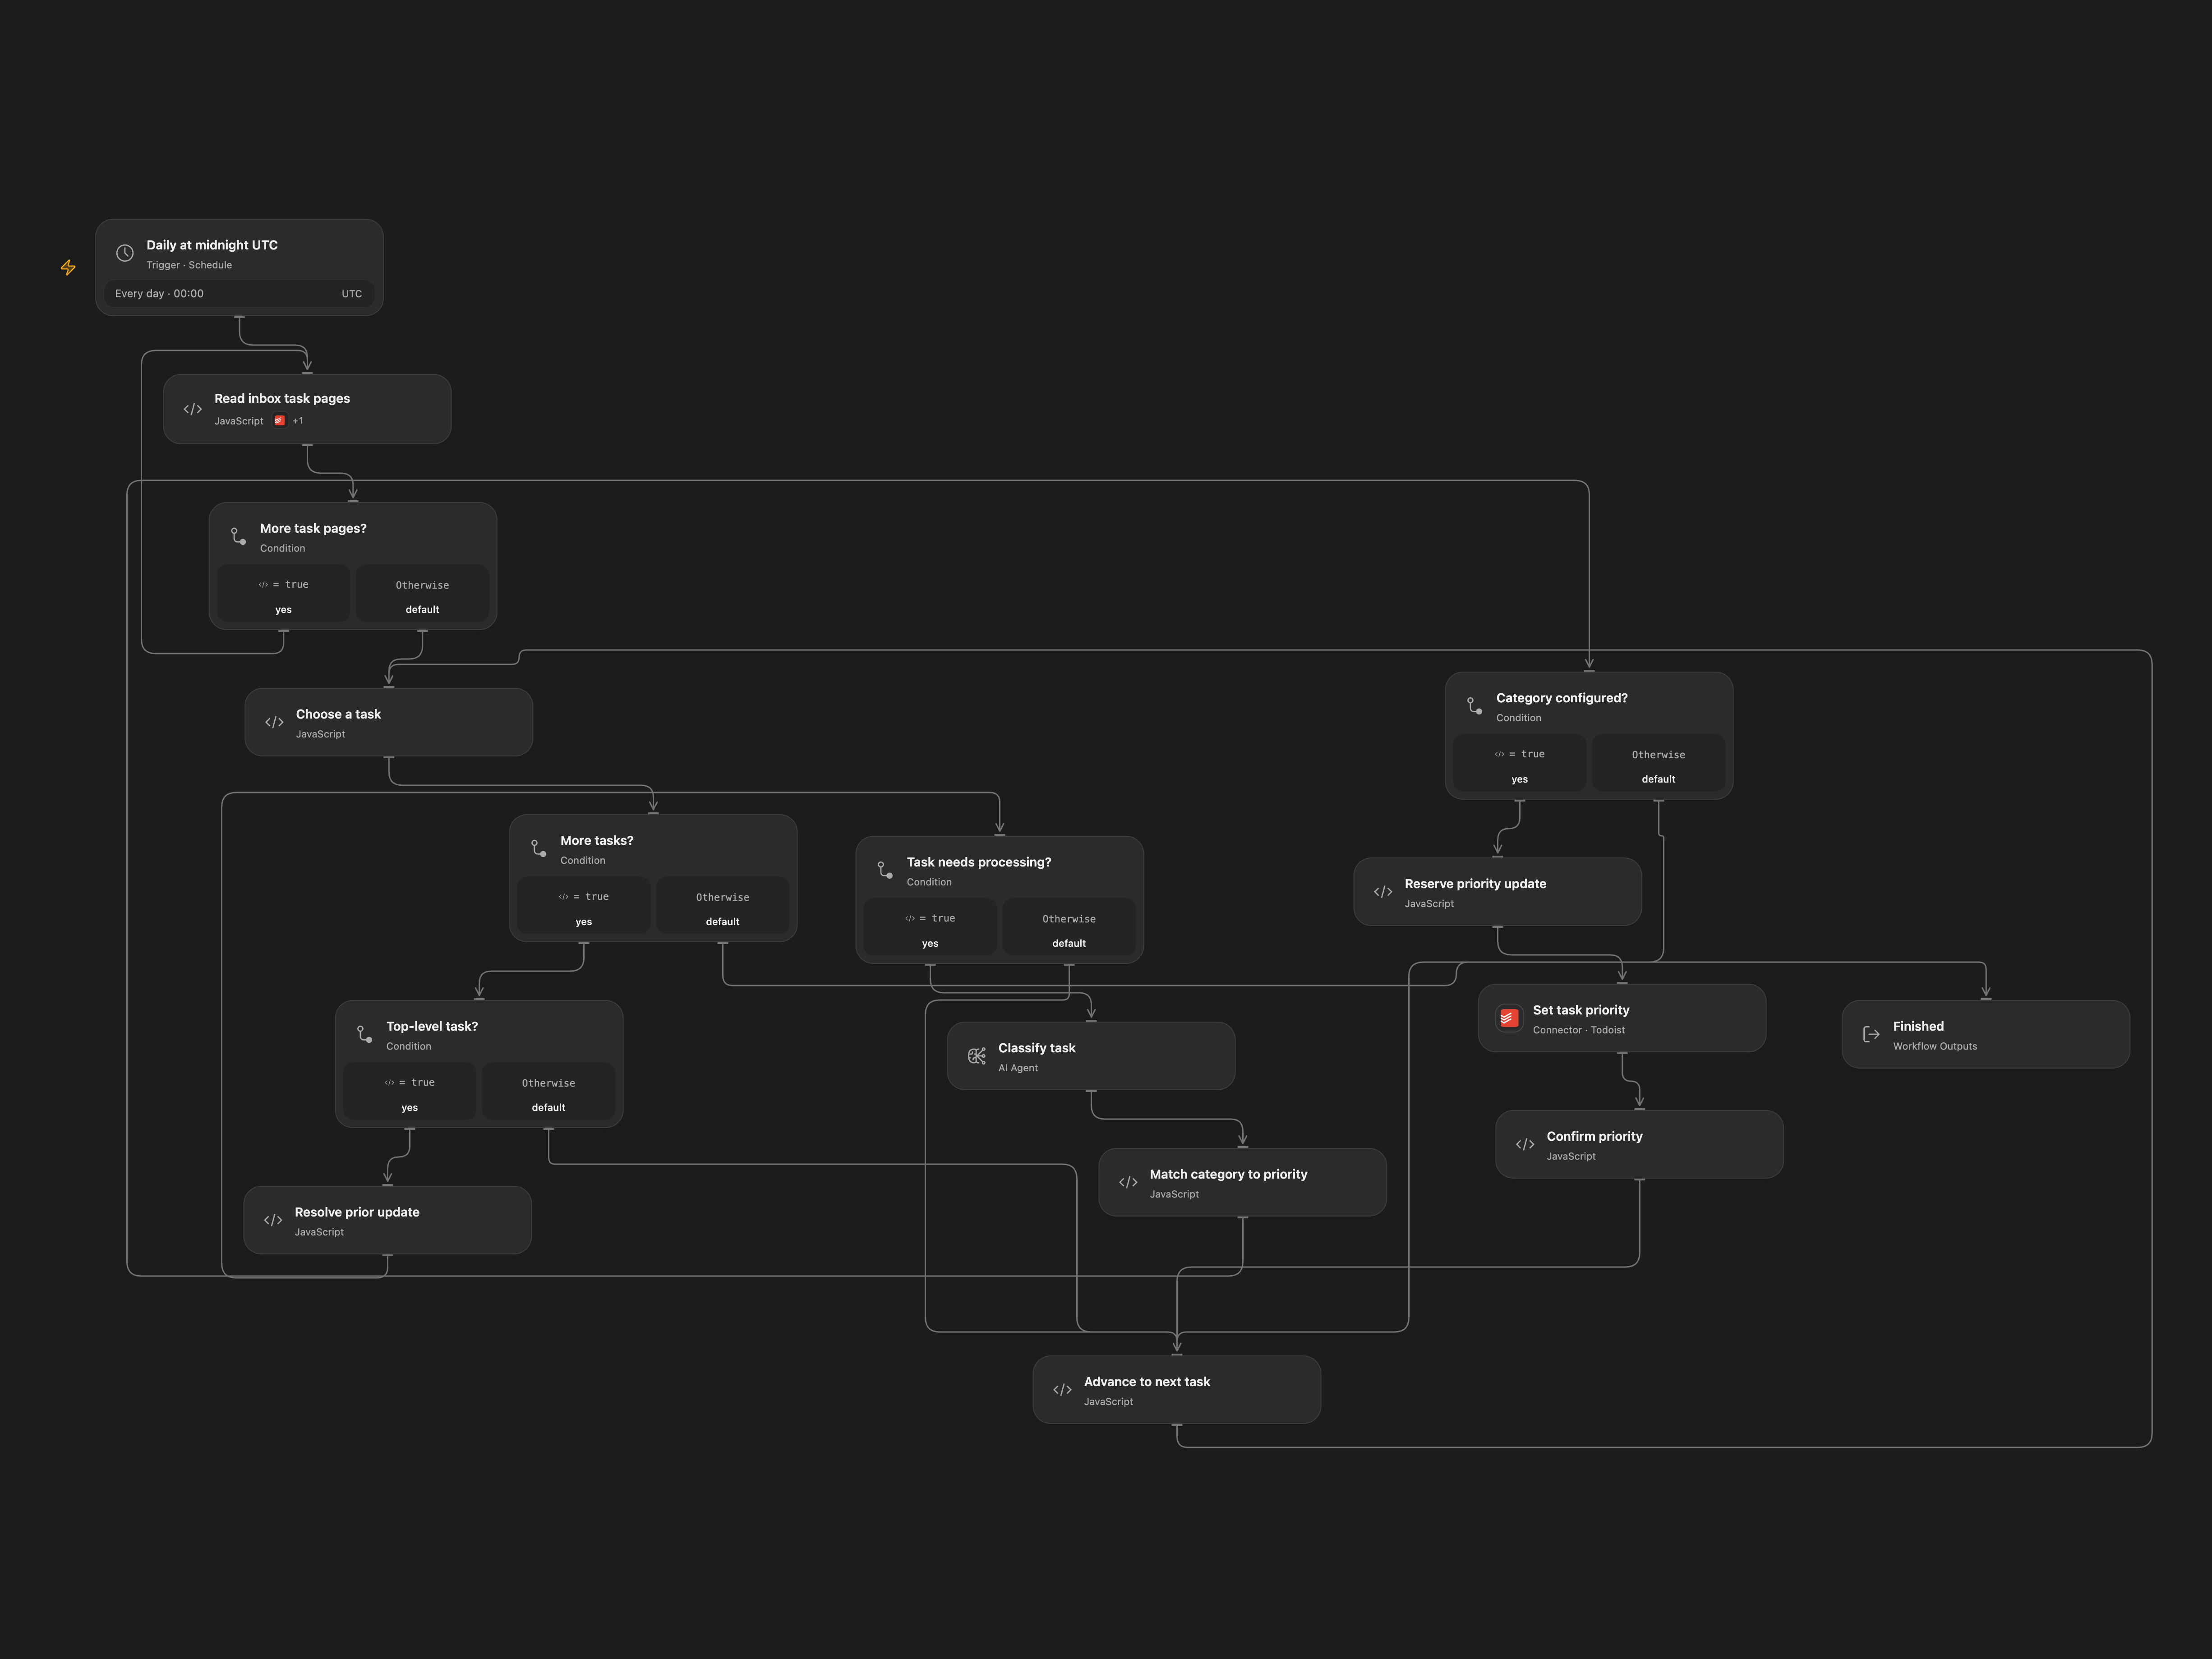 Daily at midnight UTC
Trigger · Schedule
Every day · 00:00 UTC
Read inbox task pages
JavaScript +1
More task pages?
Condition
</> = true Otherwise
yes default
Choose a task
JavaScript
Category configured?
Condition
</> = true Otherwise
yes default
More tasks?
Condition
</> = true Otherwise
yes default
Task needs processing?
Condition
</> = true Otherwise
yes default
Reserve priority update
JavaScript
Top-level task?
Condition
</> = true Otherwise
yes default
Classify task
AI Agent
Set task priority
Connector · Todoist
Finished
Workflow Outputs
Match category to priority
JavaScript
Confirm priority
JavaScript
Resolve prior update
JavaScript
Advance to next task
JavaScript